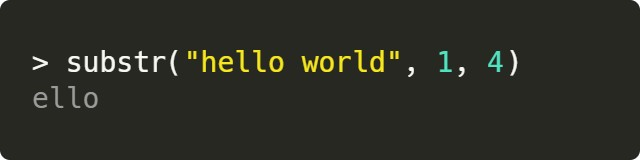 > substr("hello world", 1, 4)
ello